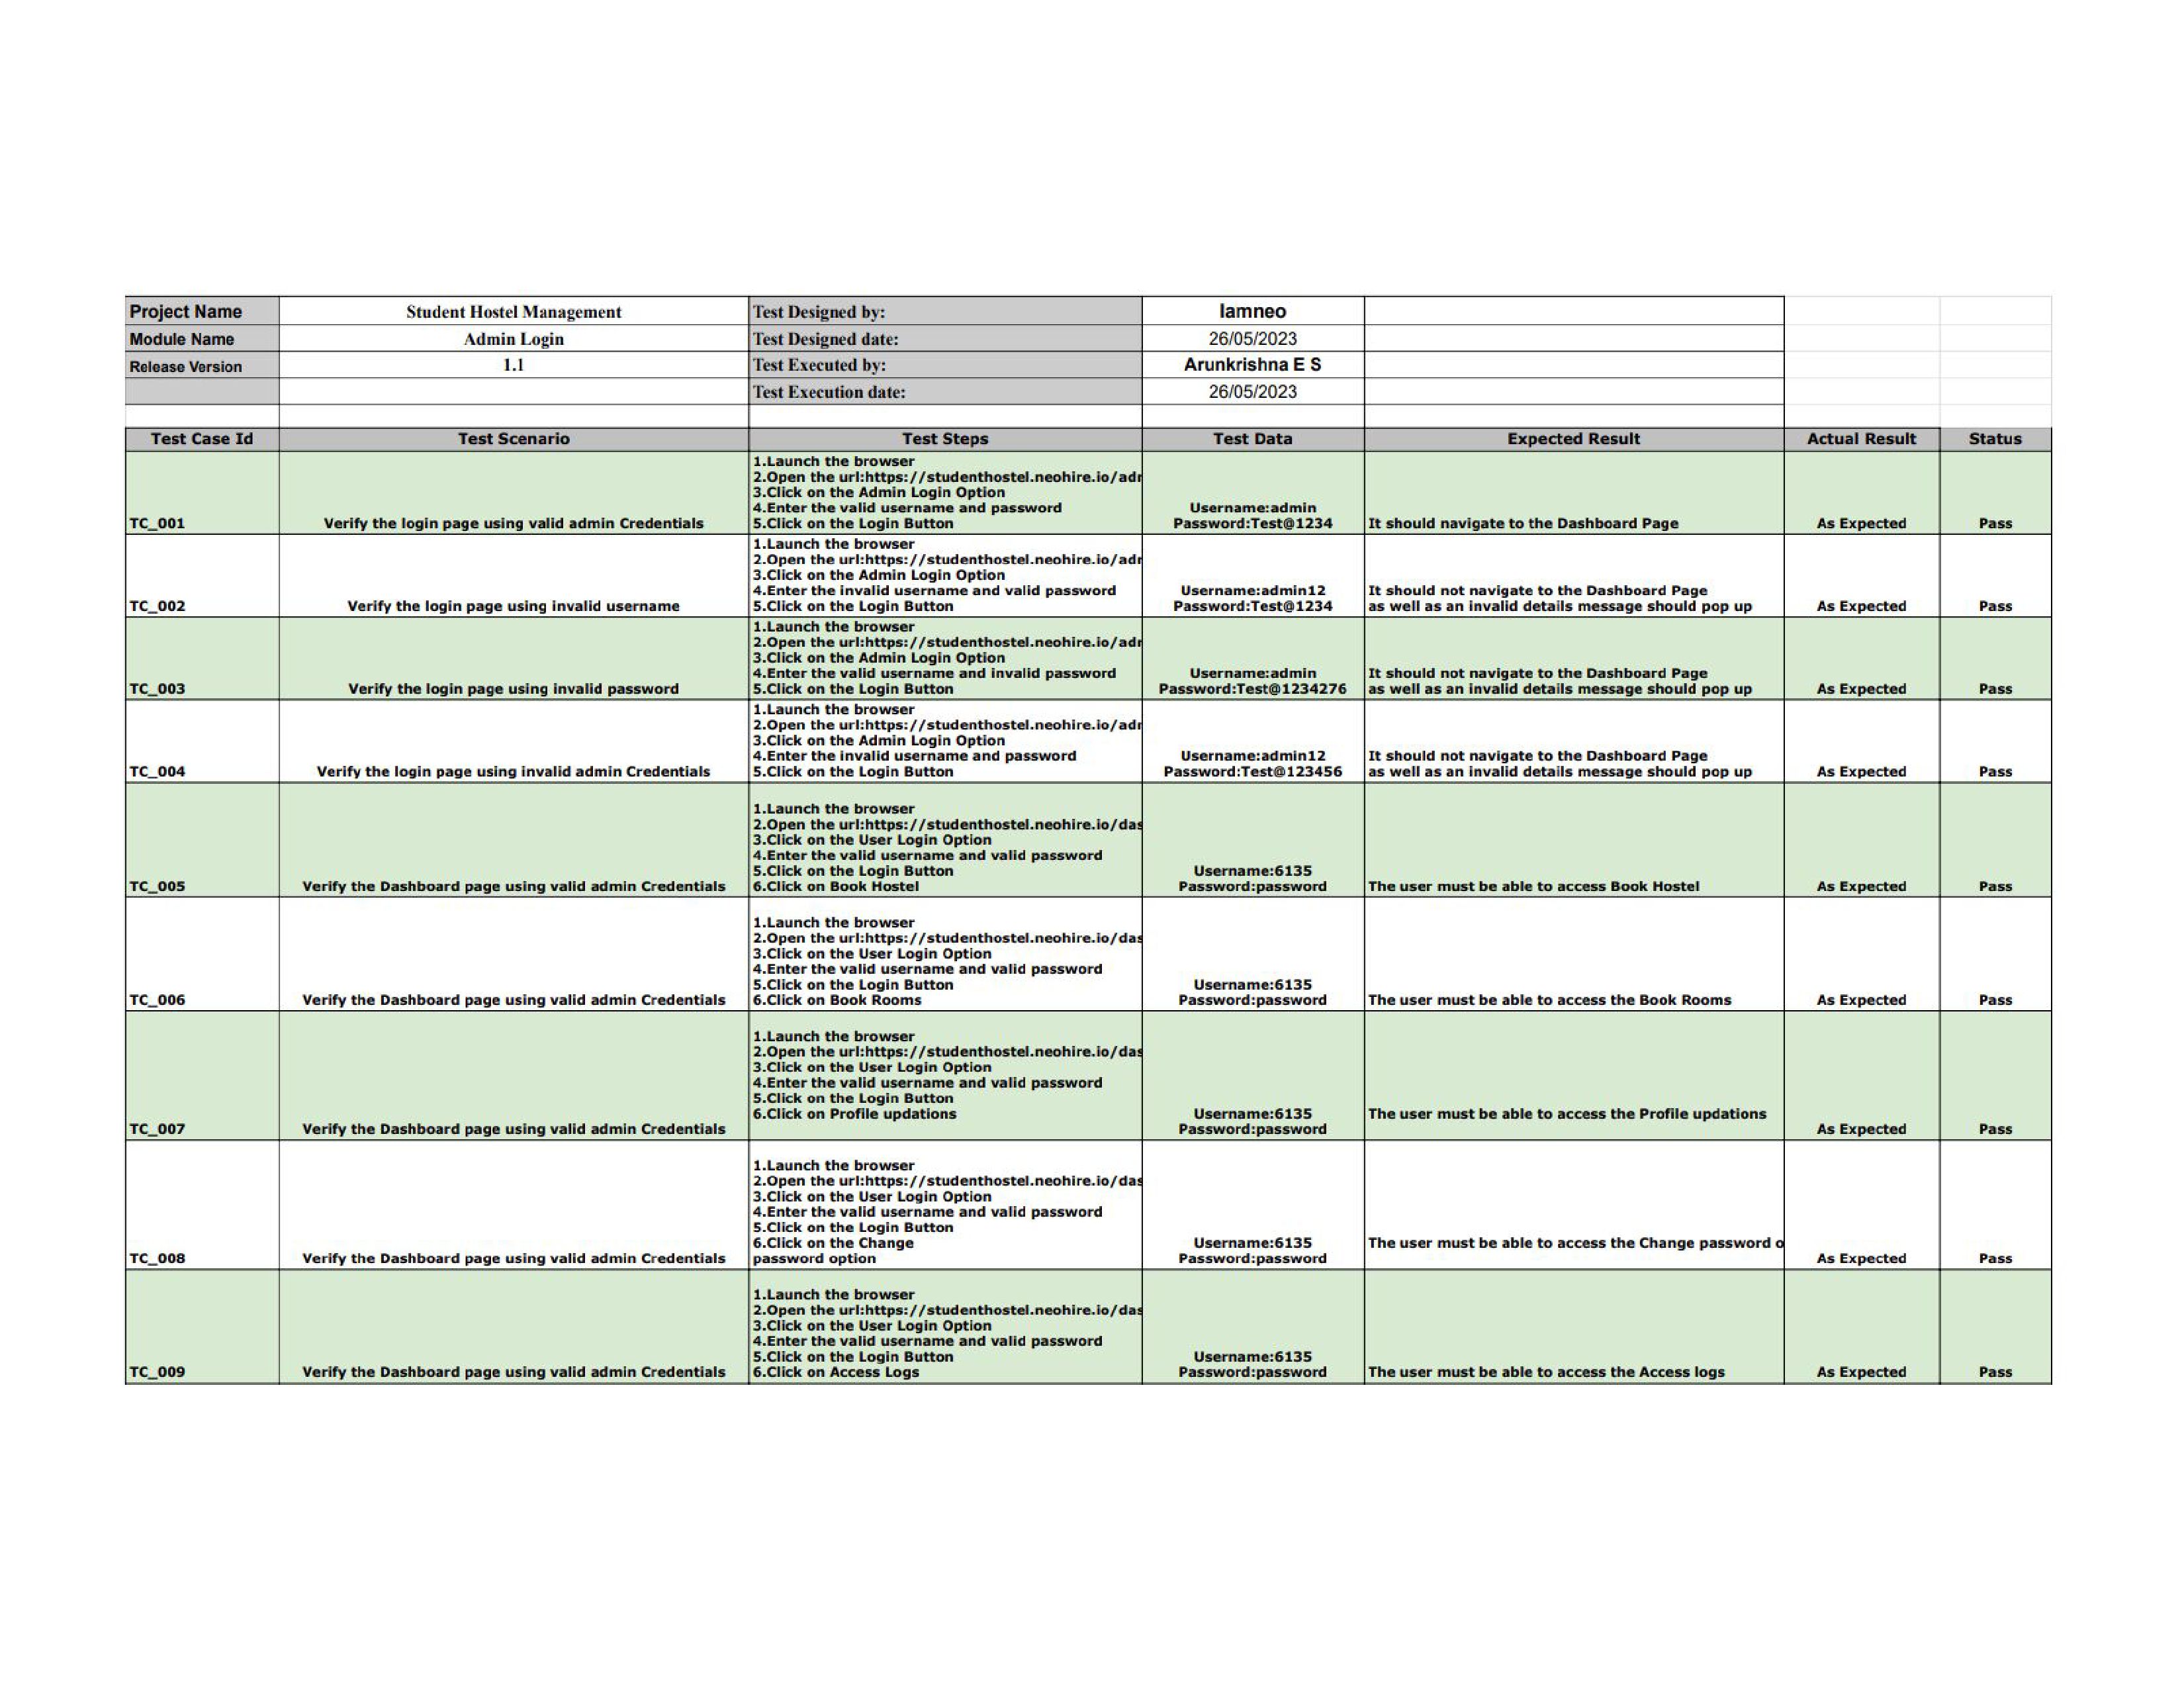 Project Name Student Hostel Management Test Designed by: Iamneo
Module Name Admin Login Test Designed date: 26/05/2023
Release Version 1.1 Test Executed by: Arunkrishna E S
Test Execution date: 26/05/2023
Test Case Id Test Scenario Test Steps Test Data Expected Result Actual Result Status
1.Launch the browser
2.Open the url:https://studenthostel.neohire.io/adr
3.Click on the Admin Login Option
4.Enter the valid username and password Username:admin
TC_001 Verify the login page using valid admin Credentials 5.Click on the Login Button Password:Test@1234 It should navigate to the Dashboard Page As Expected Pass
1.Launch the browser
2.Open the url:https://studenthostel.neohire.io/adr
3.Click on the Admin Login Option
4.Enter the invalid username and valid password Username:admin12 It should not navigate to the Dashboard Page
TC_002 Verify the login page using invalid username 5.Click on the Login Button Password:Test@1234 as well as an invalid details message should pop up As Expected Pass
1.Launch the browser
2.Open the url:https://studenthostel.neohire.io/adr
3.Click on the Admin Login Option
4.Enter the valid username and invalid password Username:admin It should not navigate to the Dashboard Page
TC_003 Verify the login page using invalid password 5.Click on the Login Button Password:Test@1234276 as well as an invalid details message should pop up As Expected Pass
1.Launch the browser
2.Open the url:https://studenthostel.neohire.io/adr
3.Click on the Admin Login Option
4.Enter the invalid username and password Username:admin12 It should not navigate to the Dashboard Page
TC_004 Verify the login page using invalid admin Credentials 5.Click on the Login Button Password:Test@123456 as well as an invalid details message should pop up As Expected Pass
1.Launch the browser
2.Open the url:https://studenthostel.neohire.io/das
3.Click on the User Login Option
4.Enter the valid username and valid password
5.Click on the Login Button Username:6135
TC_005 Verify the Dashboard page using valid admin Credentials 6.Click on Book Hostel Password:password The user must be able to access Book Hostel As Expected Pass
1.Launch the browser
2.Open the url:https://studenthostel.neohire.io/das
3.Click on the User Login Option
4.Enter the valid username and valid password
5.Click on the Login Button Username:6135
TC_006 Verify the Dashboard page using valid admin Credentials 6.Click on Book Rooms Password:password The user must be able to access the Book Rooms As Expected Pass
1.Launch the browser
2.Open the url:https://studenthostel.neohire.io/das
3.Click on the User Login Option
4.Enter the valid username and valid password
5.Click on the Login Button
6.Click on Profile updations Username:6135 The user must be able to access the Profile updations
TC_007 Verify the Dashboard page using valid admin Credentials Password:password As Expected Pass
1.Launch the browser
2.Open the url:https://studenthostel.neohire.io/das
3.Click on the User Login Option
4.Enter the valid username and valid password
5.Click on the Login Button
6.Click on the Change Username:6135 The user must be able to access the Change password o
TC_008 Verify the Dashboard page using valid admin Credentials password option Password:password As Expected Pass
1.Launch the browser
2.Open the url:https://studenthostel.neohire.io/das
3.Click on the User Login Option
4.Enter the valid username and valid password
5.Click on the Login Button Username:6135
TC_009 Verify the Dashboard page using valid admin Credentials 6.Click on Access Logs Password:password The user must be able to access the Access logs As Expected Pass